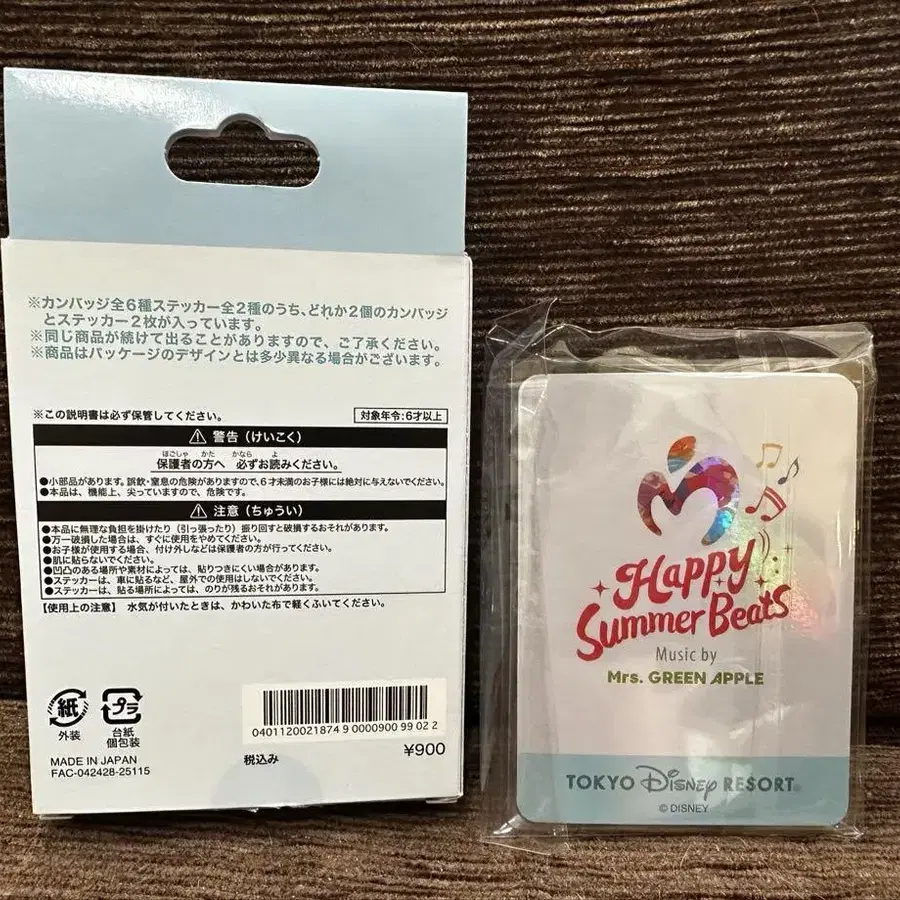 ※カンバッジ全6種ステッカー全2種のうち、どれか2個のカンバッジ
とステッカー2枚が入っています。
※同じ商品が続けて出ることがありますので、ご了承ください。
※商品はパッケージのデザインとは多少異なる場合がございます。
※この説明書は必ず保管してください。
対象年令:6才以上
警告(けいこく)
ほごしゃ かた かなら よ
保護者の方へ 必ずお読みください。
●小部品があります。誤飲・窒息の危険がありますので、6才未満のお子様には絶対に与えないでください。
●本品は、機能上、尖っていますので、危険です。
注意(ちゅうい)
●本品に無理な負担を掛けたり(引っ張ったり)振り回すと破損するおそれがあります。
●万一破損した場合は、すぐに使用をやめてください。
●お子様が使用する場合、付け外しなどは保護者の方が行ってください。
●肌に貼らないでください。
●凹凸のある場所や素材によっては、貼りつきにくい場合があります。
●ステッカーは、車に貼るなど、屋外での使用はしないでください。
●ステッカーは、貼る場所によっては、のりが残るおそれがあります。
【使用上の注意】 水気が付いたときは、かわいた布で軽くふいてください。
紙
外装
プラ
台紙
個包装
MADE IN JAPAN
FAC-042428-25115
0401120021874 9 0000900 99 02 2
税込み
¥900
Happy
Summer Beats
Music by
Mrs. GREEN APPLE
TOKYO Disney RESORT®
© DISNEY